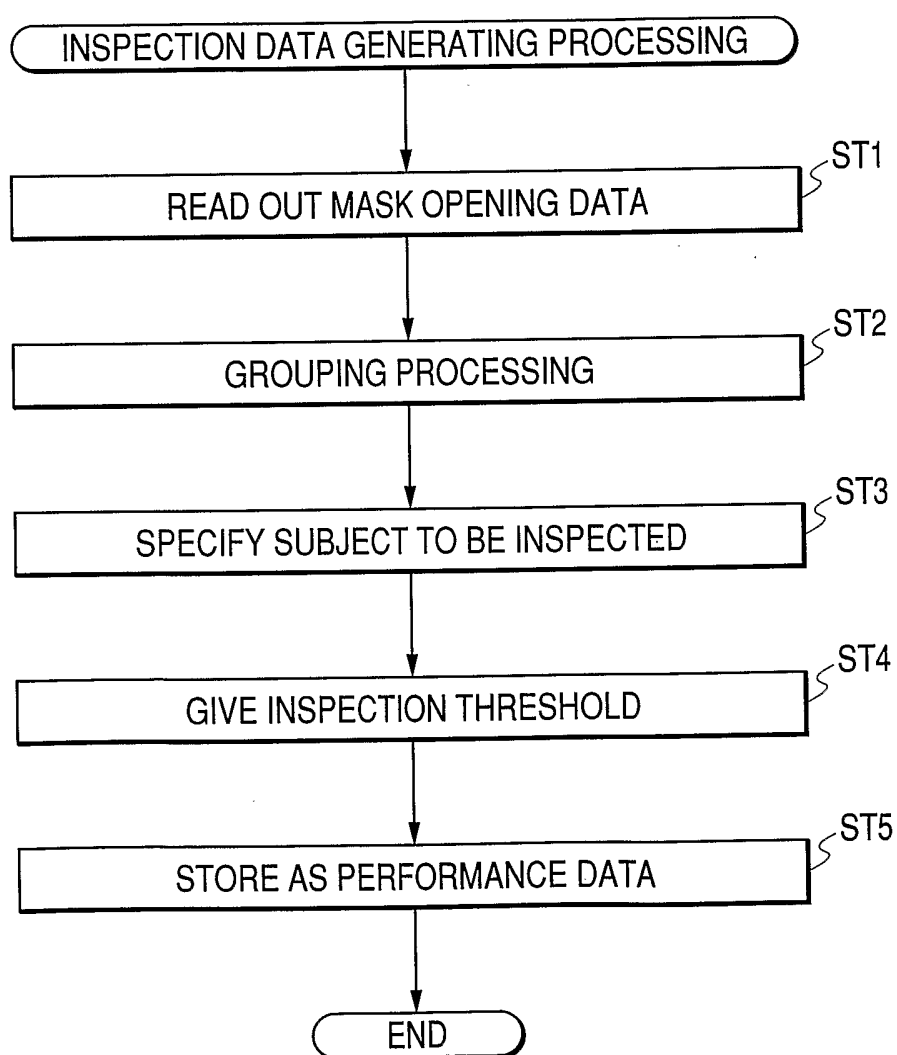 INSPECTION DATA GENERATING PROCESSING
ST1
READ OUT MASK OPENING DATA
ST2
GROUPING PROCESSING
ST3
SPECIFY SUBJECT TO BE INSPECTED
ST4
GIVE INSPECTION THRESHOLD
ST5
STORE AS PERFORMANCE DATA
END